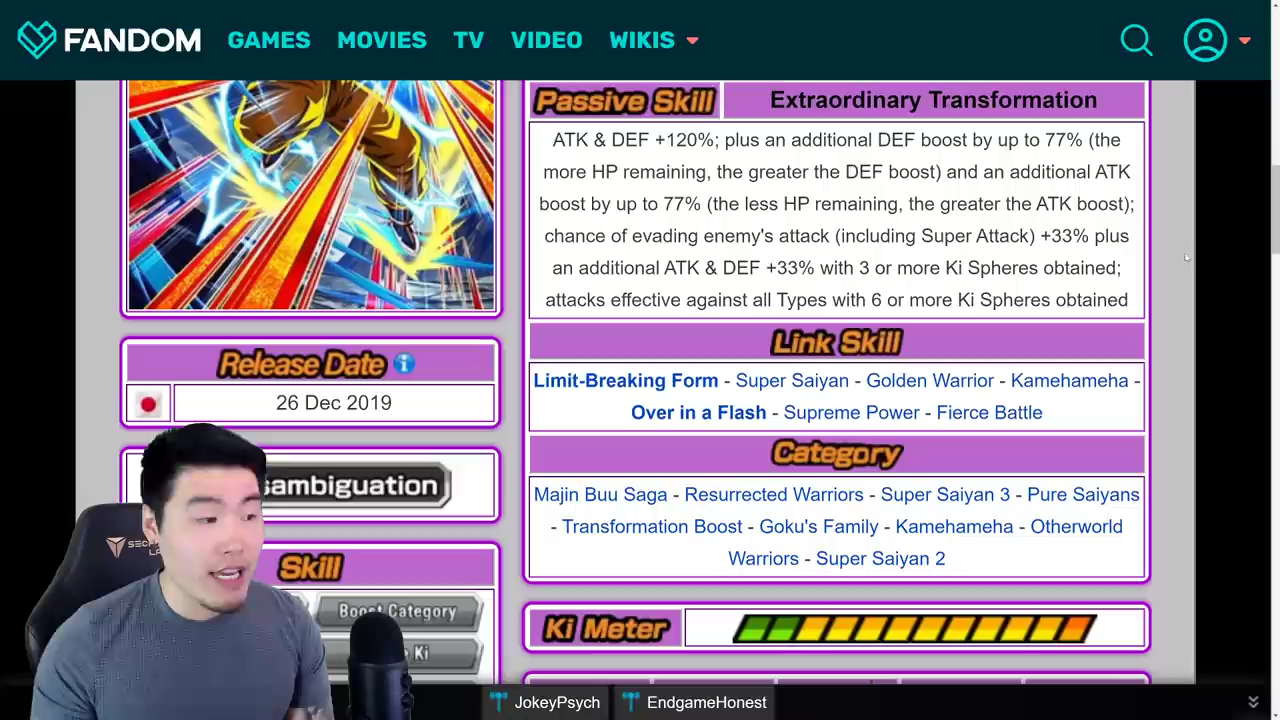 FANDOM GAMES MOVIES TV VIDEO WIKIS
Passive Skill Extraordinary Transformation
ATK & DEF +120%; plus an additional DEF boost by up to 77% (the
more HP remaining, the greater the DEF boost) and an additional ATK
boost by up to 77% (the less HP remaining, the greater the ATK boost);
chance of evading enemy's attack (including Super Attack) +33% plus
an additional ATK & DEF +33% with 3 or more Ki Spheres obtained;
attacks effective against all Types with 6 or more Ki Spheres obtained
Link Skill
Limit-Breaking Form - Super Saiyan - Golden Warrior - Kamehameha -
Over in a Flash - Supreme Power - Fierce Battle
Category
Majin Buu Saga - Resurrected Warriors - Super Saiyan 3 - Pure Saiyans
- Transformation Boost - Goku's Family - Kamehameha - Otherworld
Warriors - Super Saiyan 2
Ki Meter
Release Date i
26 Dec 2019
sambiguation
Skill
Boost Category
Ki
JokeyPsych EndgameHonest